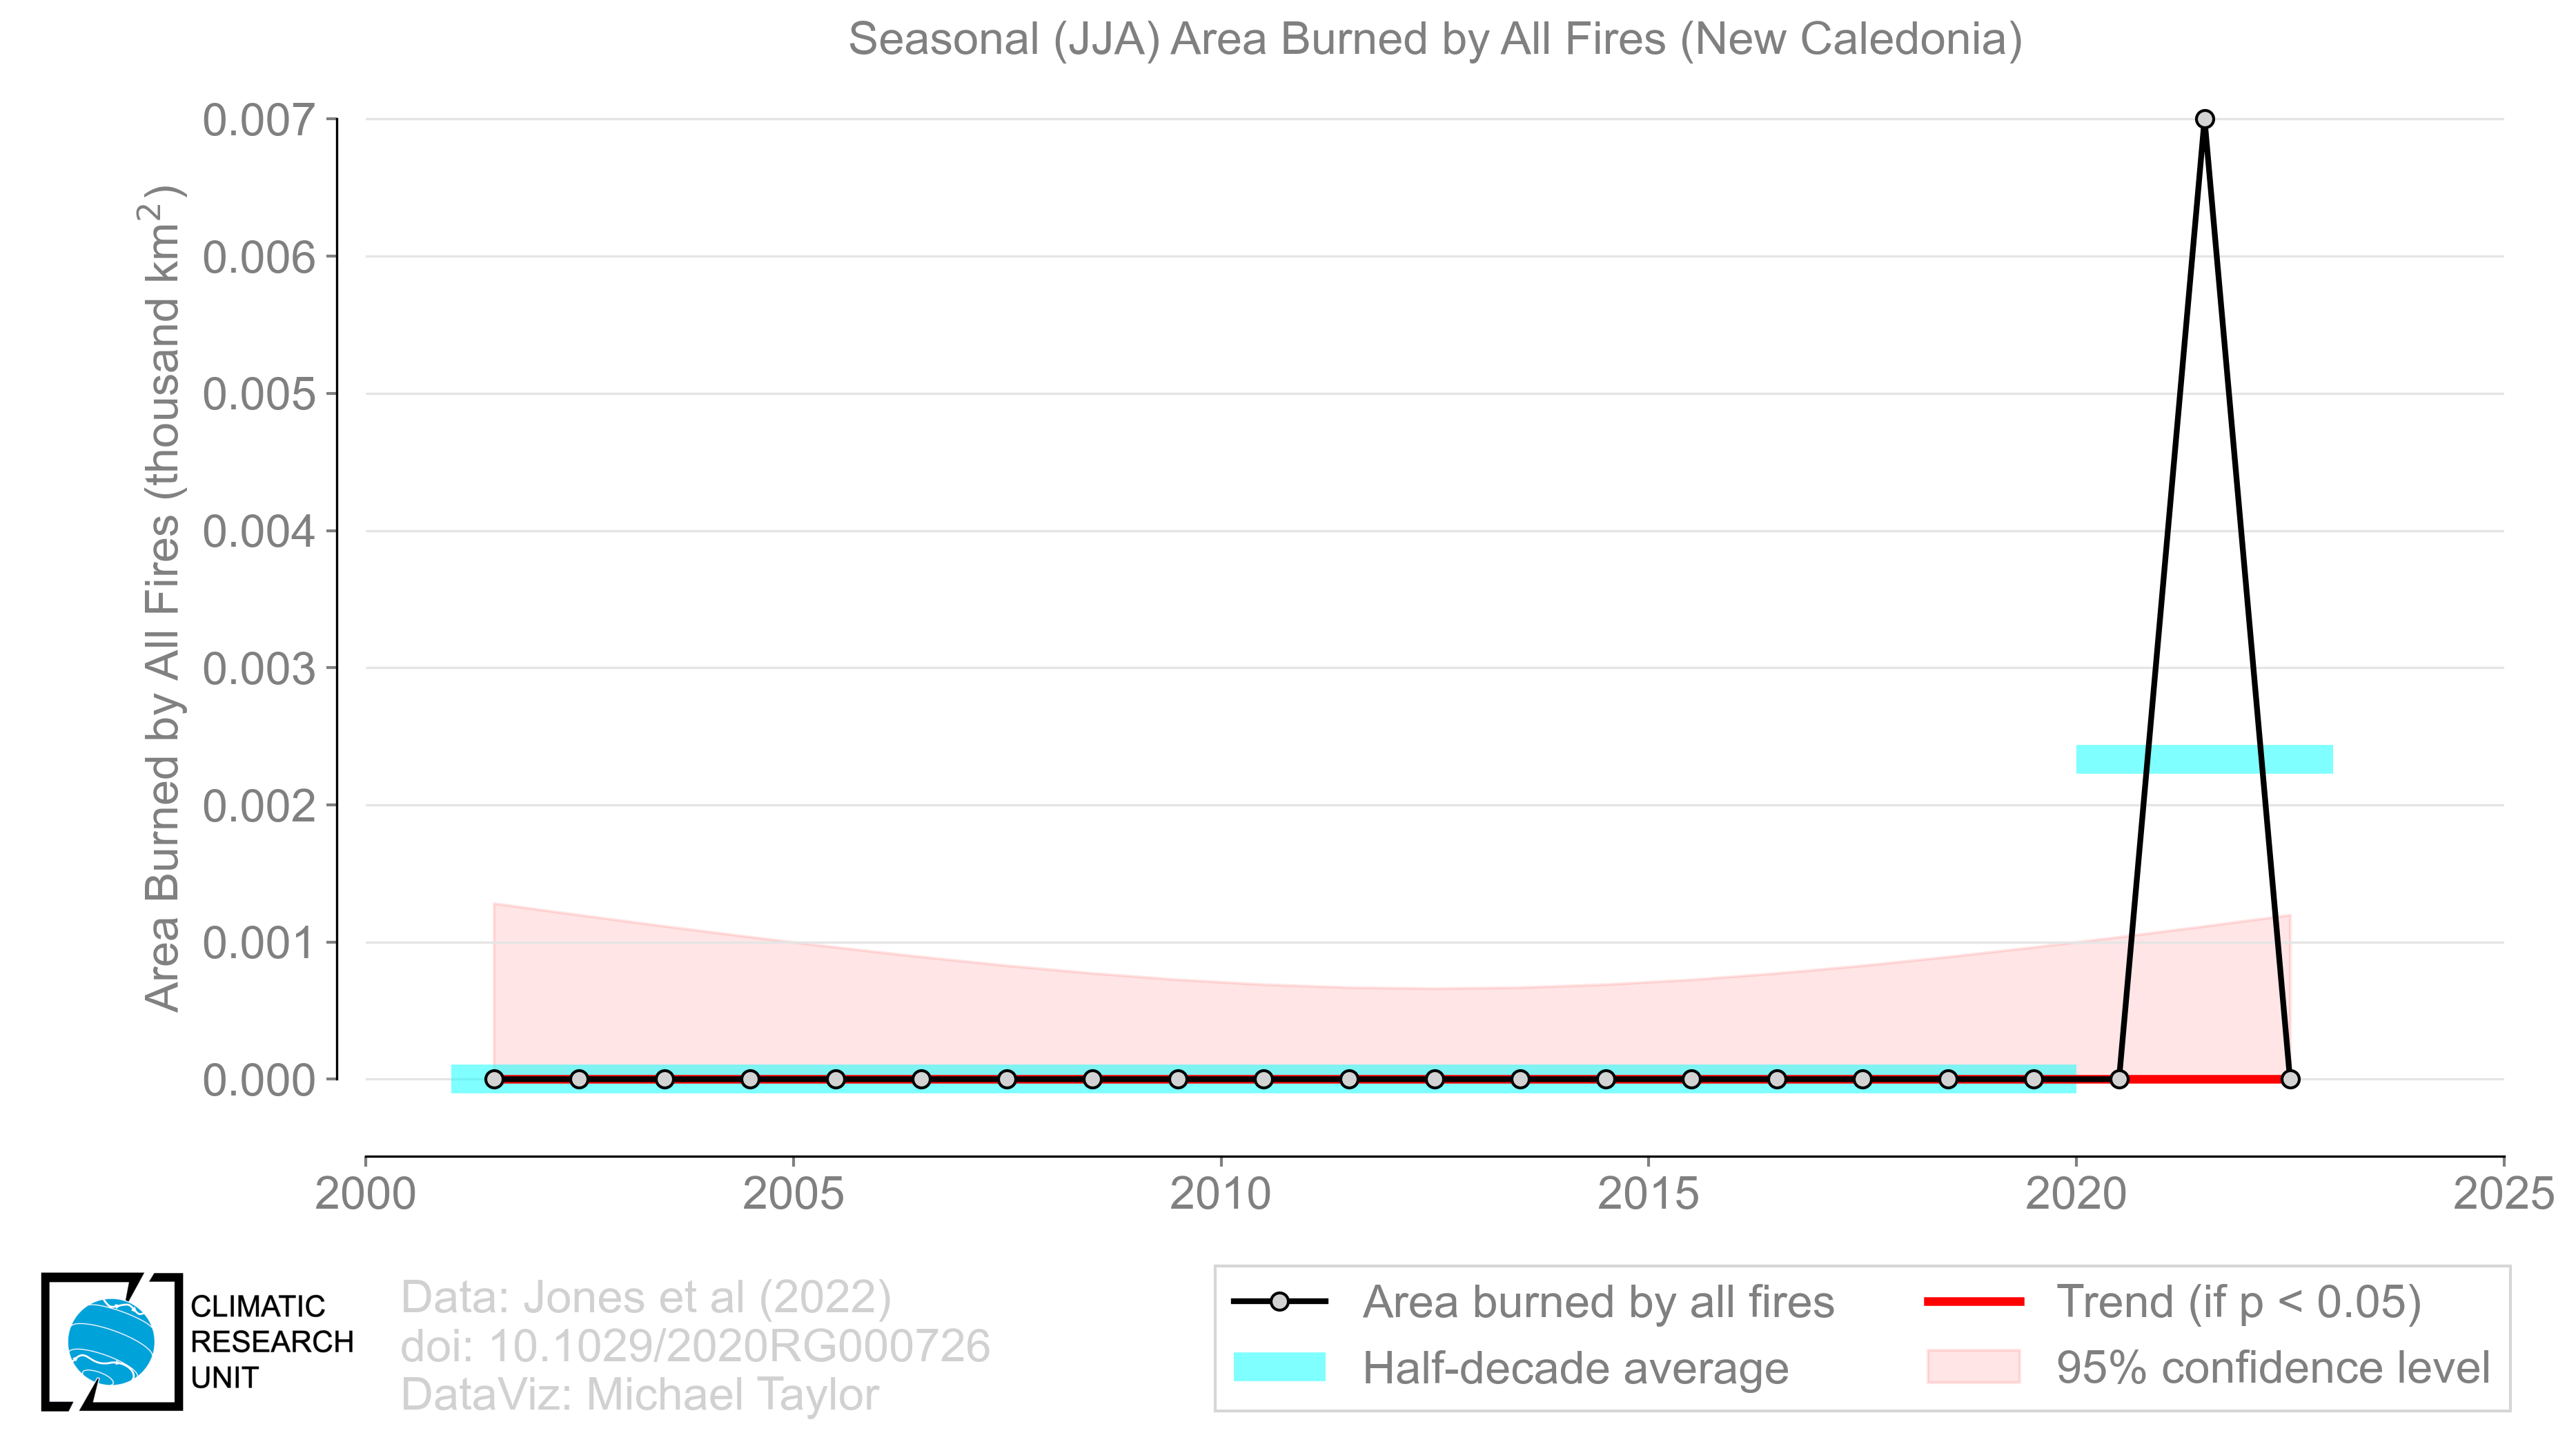 Seasonal (JJA) Area Burned by All Fires (New Caledonia)
Area Burned by All Fires (thousand km²)
0.007
0.006
0.005
0.004
0.003
0.002
0.001
0.000
2000
2005
2010
2015
2020
2025
CLIMATIC
RESEARCH
UNIT
Data: Jones et al (2022)
doi: 10.1029/2020RG000726
DataViz: Michael Taylor
Area burned by all fires
Half-decade average
Trend (if p < 0.05)
95% confidence level